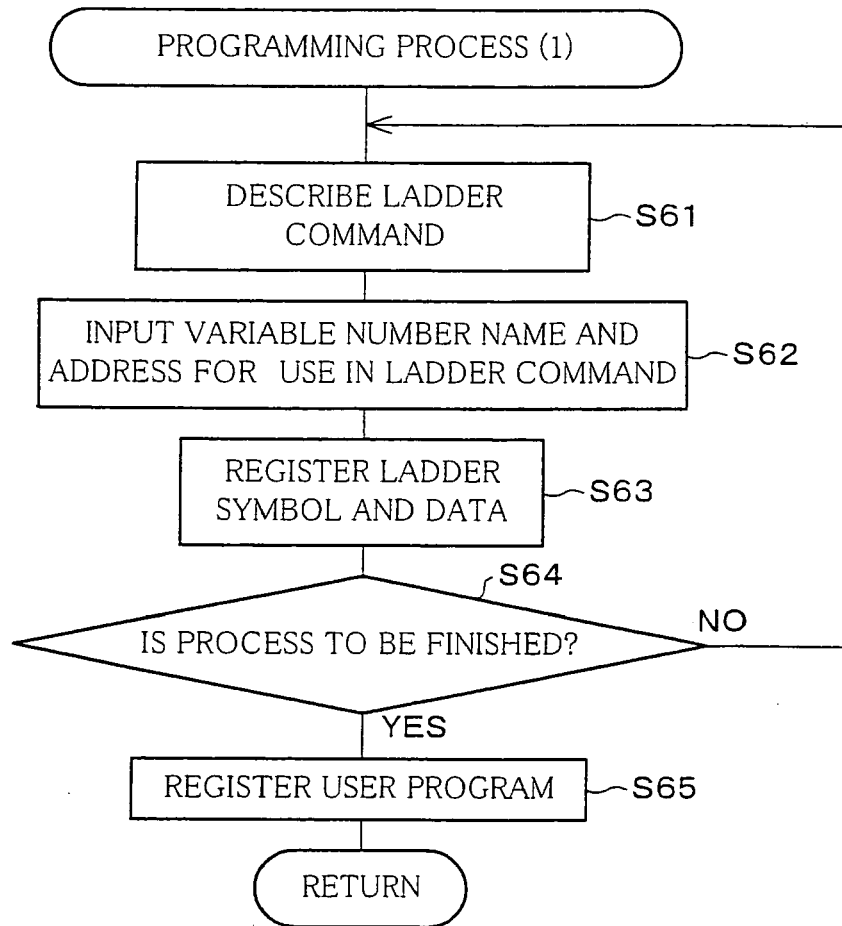 PROGRAMMING PROCESS (1)
DESCRIBE LADDER
COMMAND
S61
INPUT VARIABLE NUMBER NAME AND
ADDRESS FOR USE IN LADDER COMMAND
S62
REGISTER LADDER
SYMBOL AND DATA
S63
S64
IS PROCESS TO BE FINISHED?
NO
YES
REGISTER USER PROGRAM
S65
RETURN